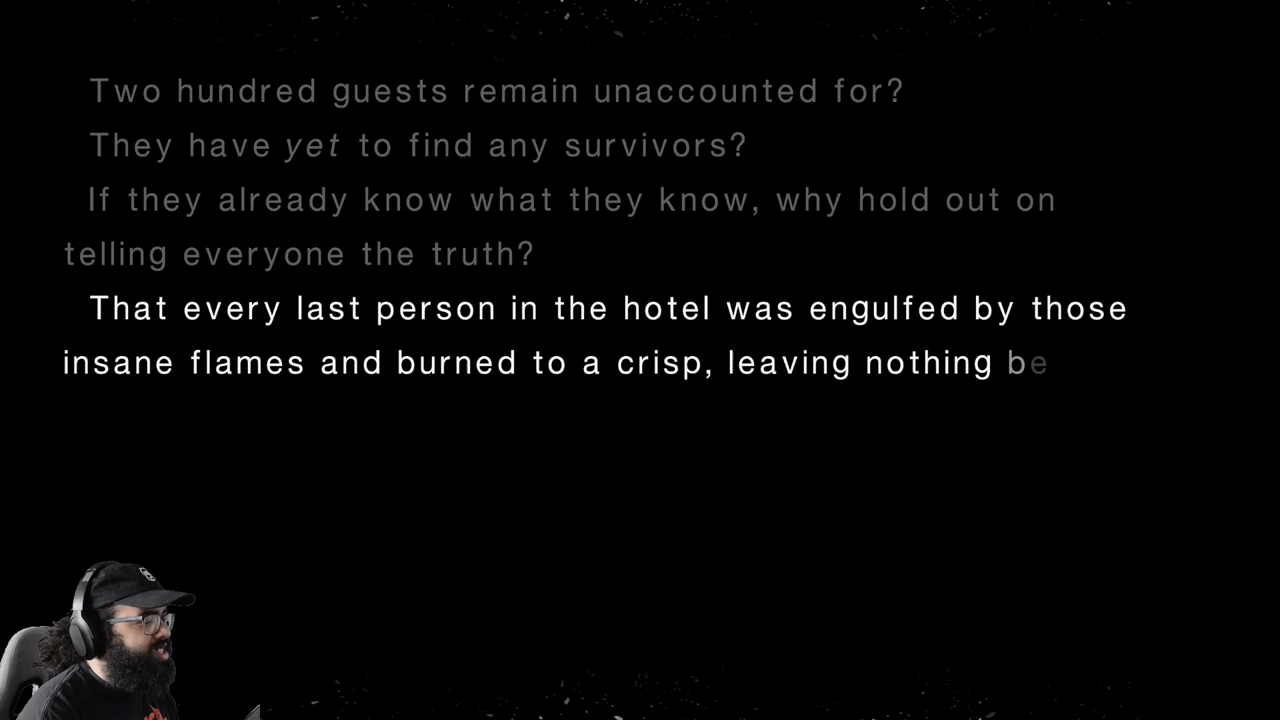 Two hundred guests remain unaccounted for?
They have yet to find any survivors?
If they already know what they know, why hold out on
telling everyone the truth?
That every last person in the hotel was engulfed by those
insane flames and burned to a crisp, leaving nothing be